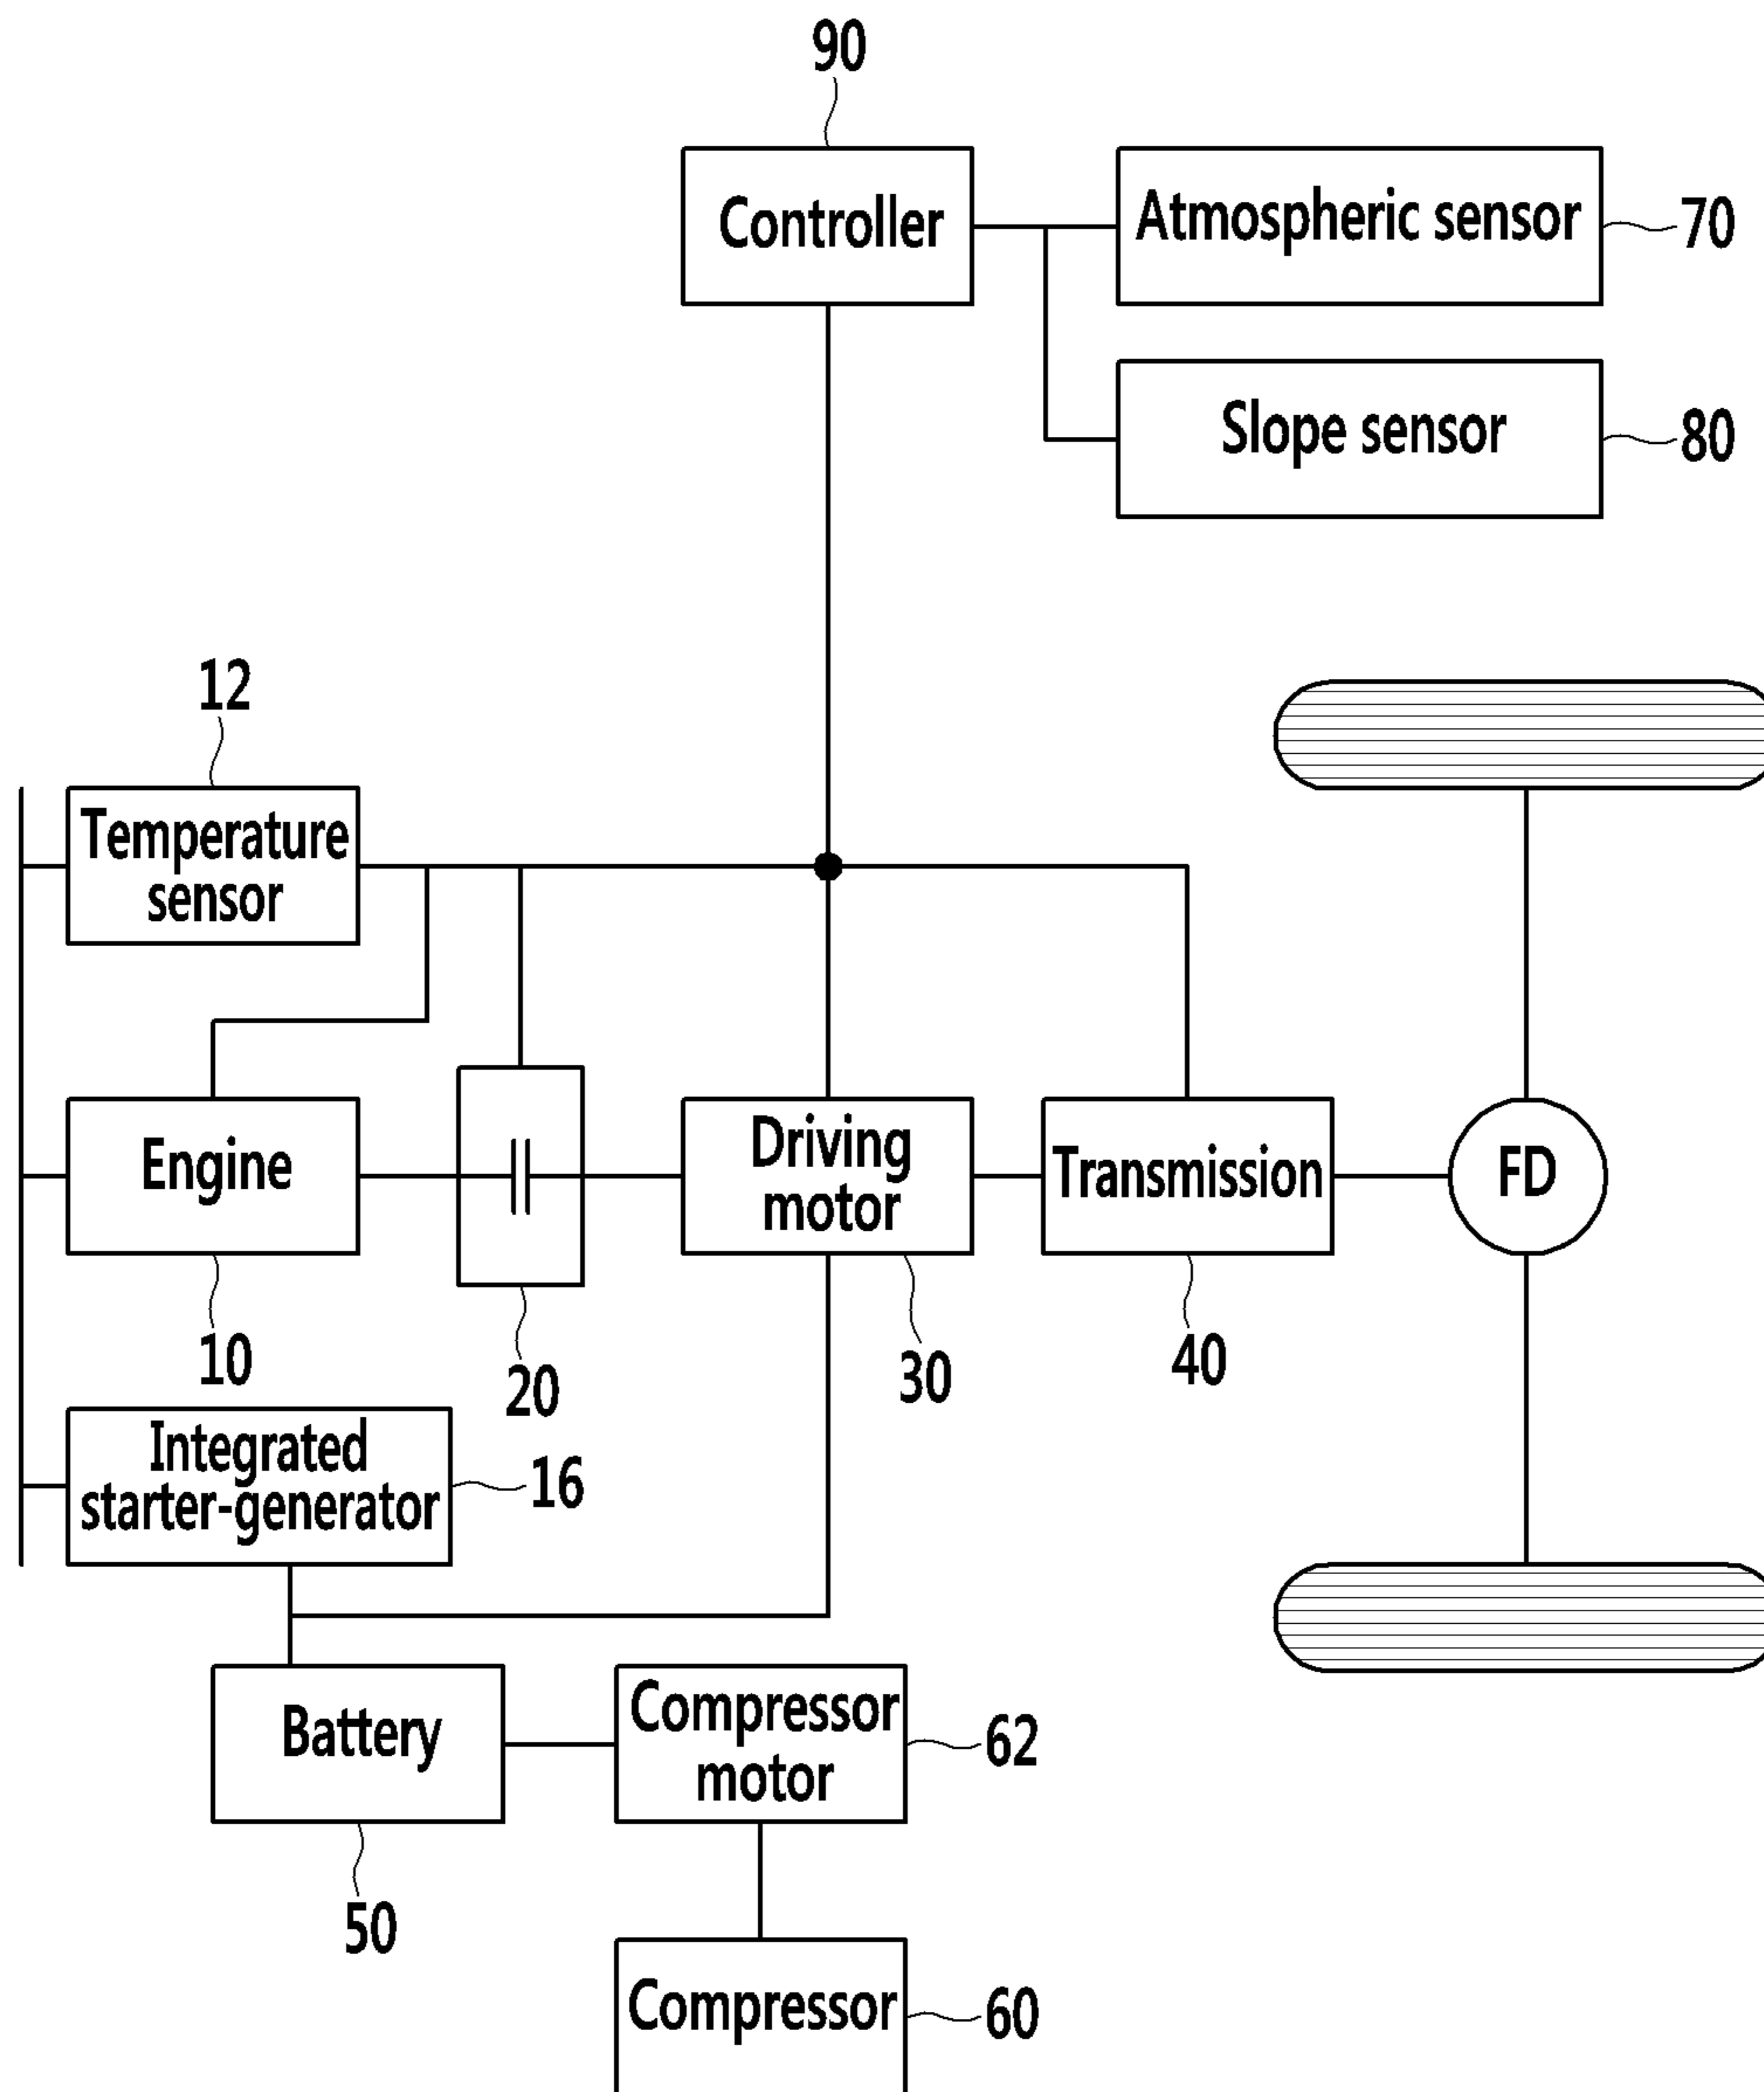 90
Controller
Atmospheric sensor
70
Slope sensor
80
12
Temperature
sensor
Engine
Driving
motor
Transmission
FD
10
20
30
40
Integrated
starter-generator
16
Battery
Compressor
motor
62
50
Compressor
60